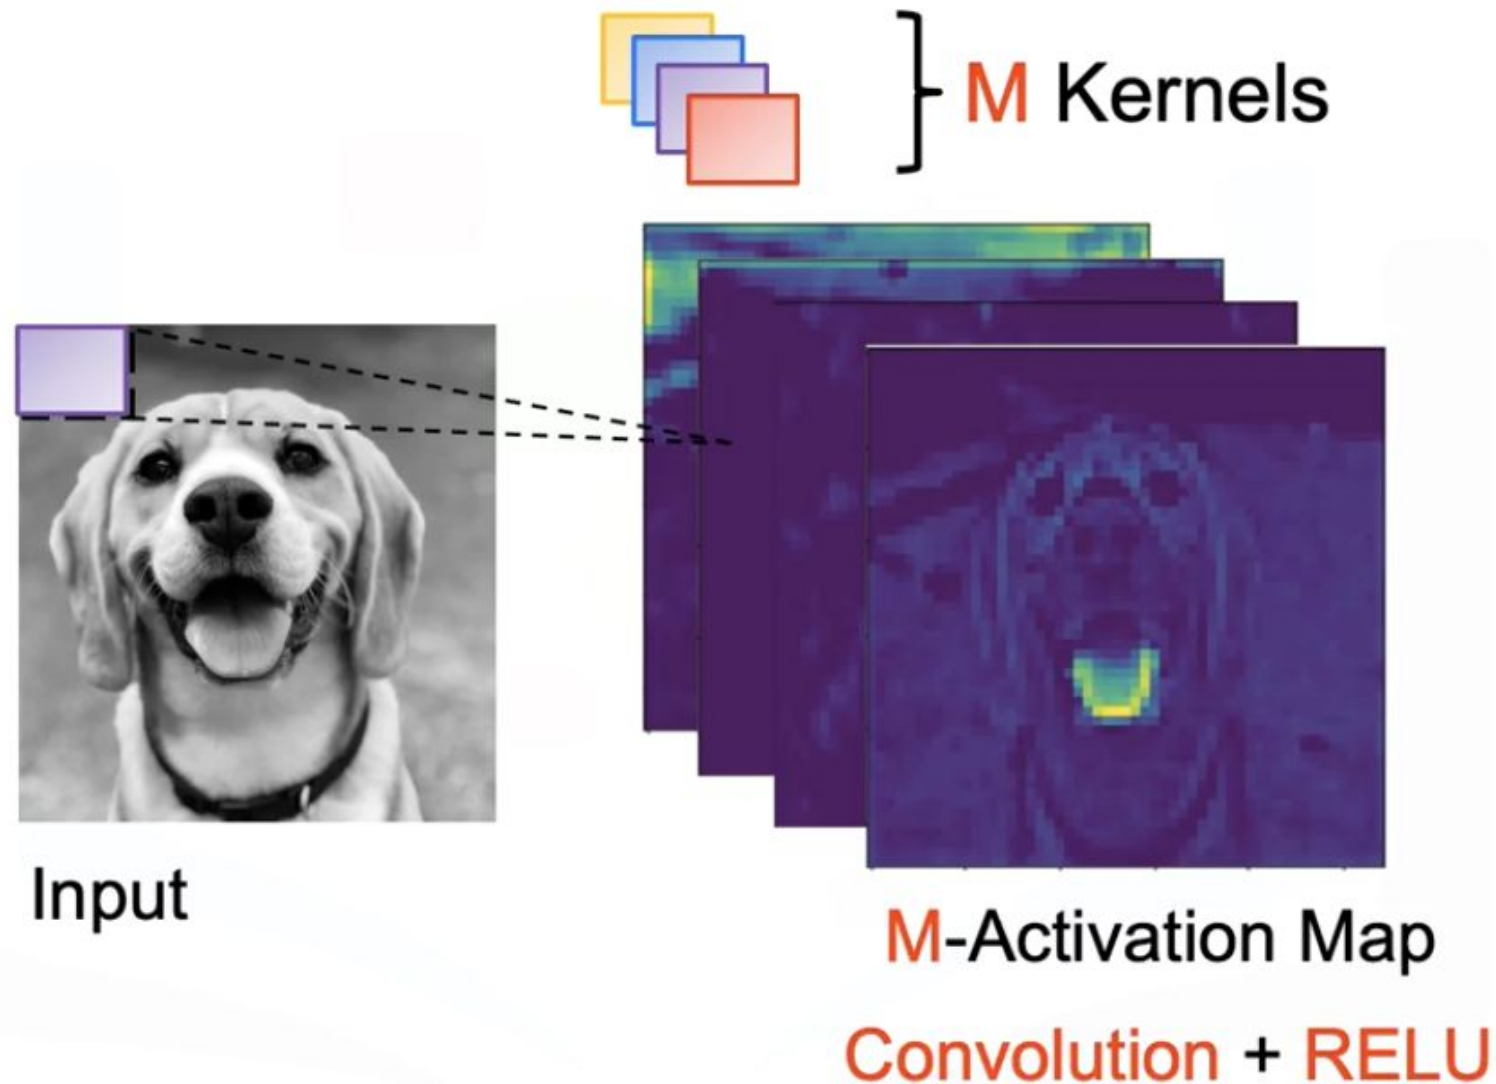 M Kernels
Input
M-Activation Map
Convolution + RELU